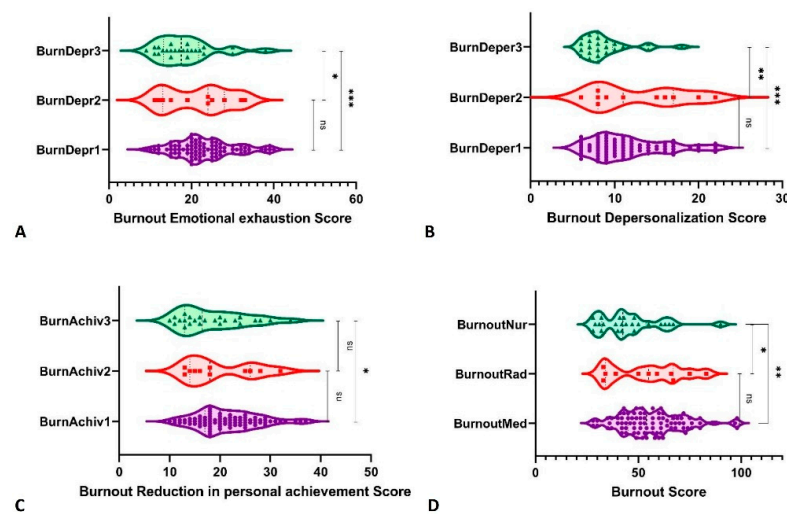 BurnDepr3
BurnDepr2
BurnDepr1
*
***
ns
0 20 40 60
Burnout Emotional exhaustion Score
A
BurnDeper3
BurnDeper2
BurnDeper1
**
***
ns
0 10 20 30
Burnout Depersonalization Score
B
BurnAchiv3
BurnAchiv2
BurnAchiv1
ns
ns
*
0 10 20 30 40 50
Burnout Reduction in personal achievement Score
C
BurnoutNur
BurnoutRad
BurnoutMed
*
**
ns
0 50 100
Burnout Score
D